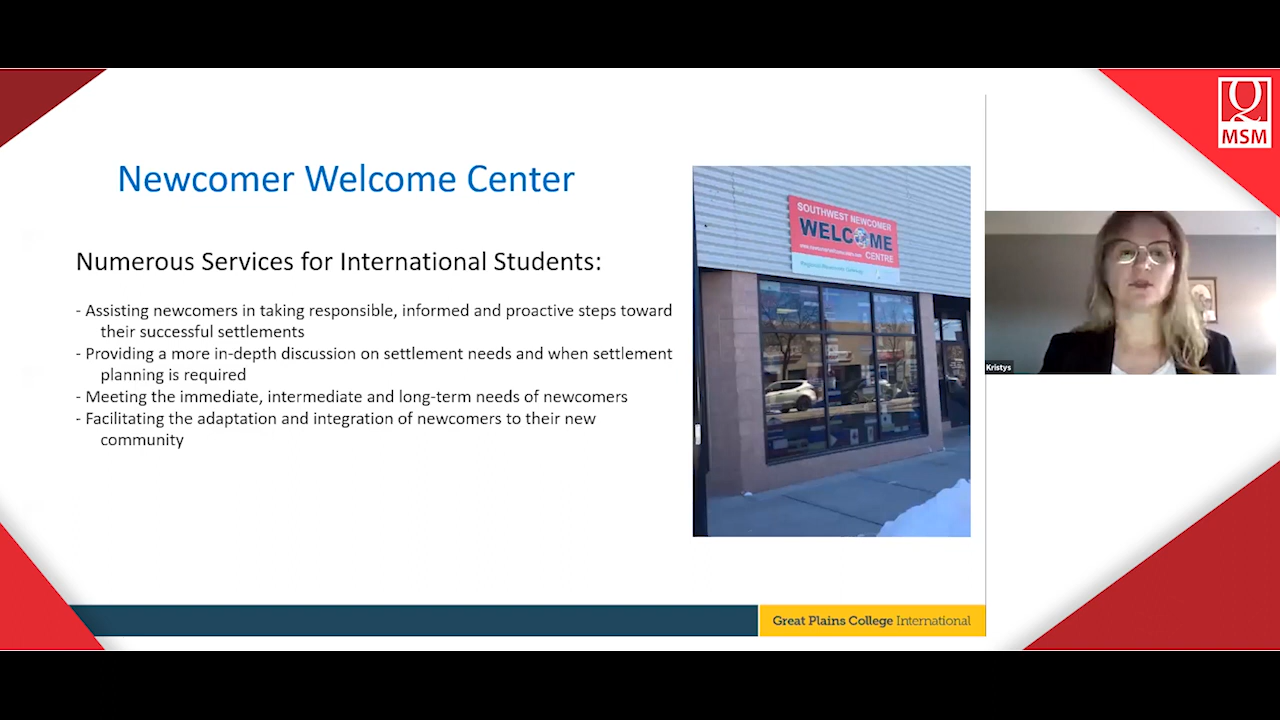 MSM
Newcomer Welcome Center
Numerous Services for International Students:
- Assisting newcomers in taking responsible, informed and proactive steps toward
their successful settlements
- Providing a more in-depth discussion on settlement needs and when settlement
planning is required
- Meeting the immediate, intermediate and long-term needs of newcomers
- Facilitating the adaptation and integration of newcomers to their new
community
SOUTHWEST NEWCOMER
WELCOME
CENTRE
Kristys
Great Plains College International